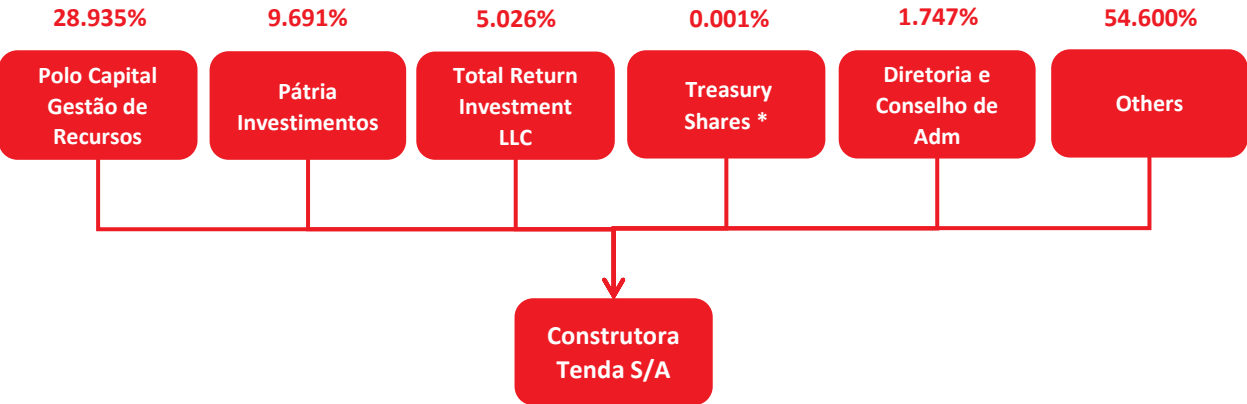 28.935%
9.691%
5.026%
0.001%
1.747%
54.600%
Polo Capital
Gestão de
Recursos
Pátria
Investimentos
Total Return
Investment
LLC
Treasury
Shares *
Diretoria e
Conselho de
Adm
Others
Construtora
Tenda S/A